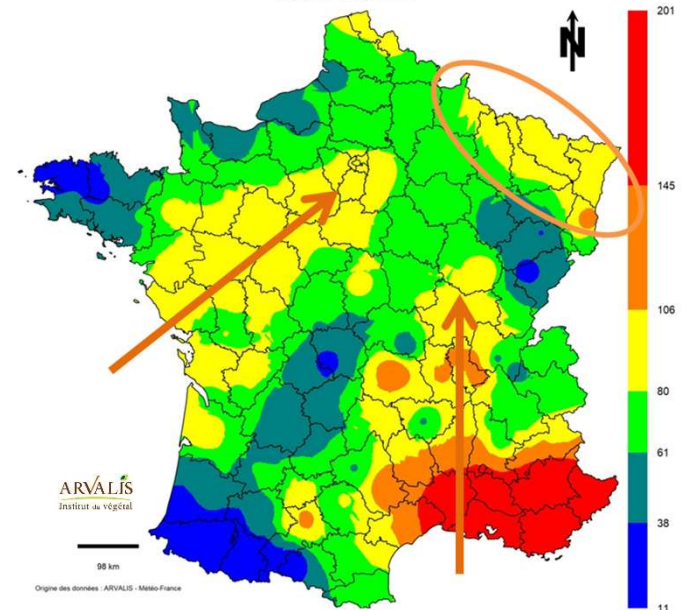 N
201
145
106
80
61
38
11
ARVALIS
Institut du végétal
98 km
Origine des données : ARVALIS - Météo-France